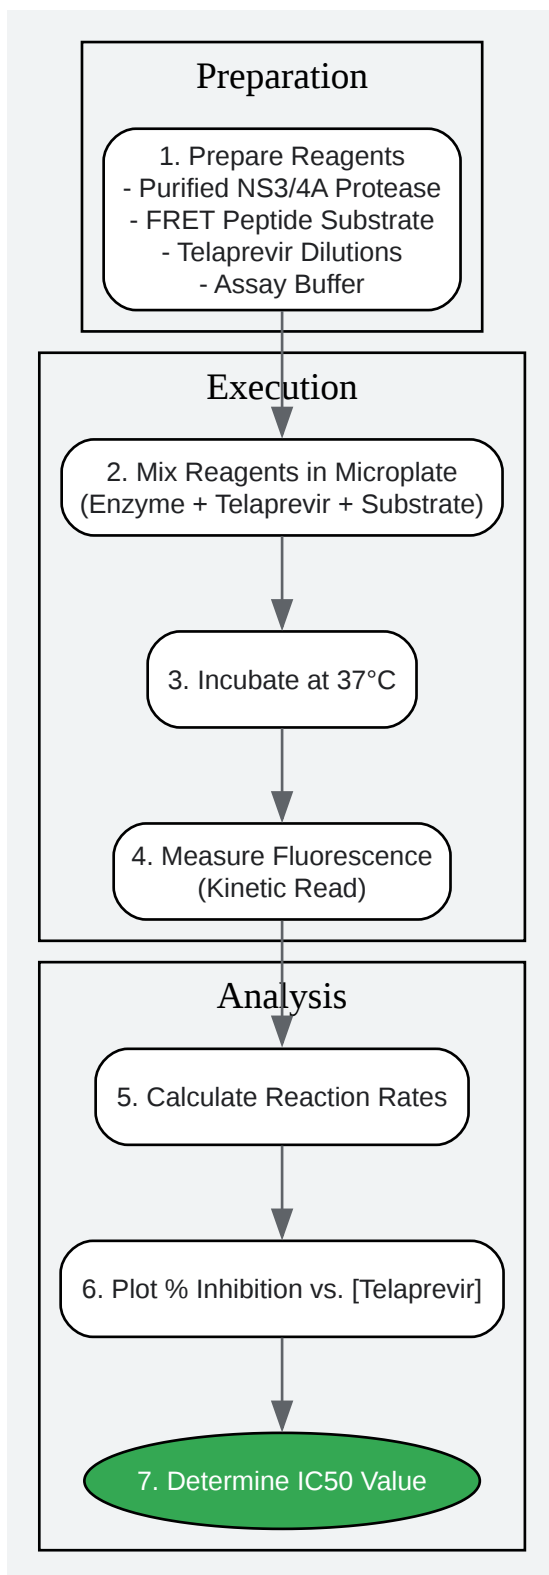 Preparation
1. Prepare Reagents
- Purified NS3/4A Protease
- FRET Peptide Substrate
- Telaprevir Dilutions
- Assay Buffer
Execution
2. Mix Reagents in Microplate
(Enzyme + Telaprevir + Substrate)
3. Incubate at 37°C
4. Measure Fluorescence
(Kinetic Read)
Analysis
5. Calculate Reaction Rates
6. Plot % Inhibition vs. [Telaprevir]
7. Determine IC50 Value